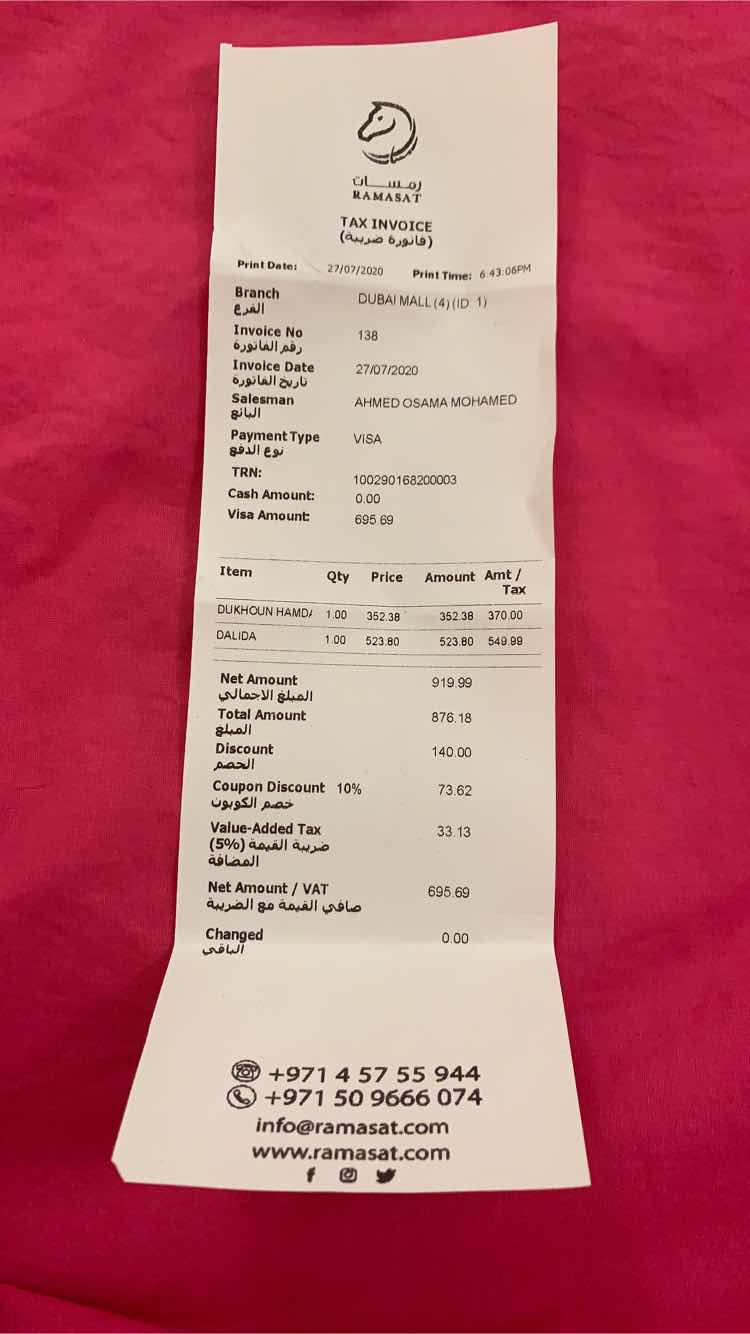 رمسات
RAMASAT
TAX INVOICE
(فاتورة ضريبة)
Print Date: 27/07/2020 Print Time: 6:43:06PM
Branch DUBAI MALL (4) (ID 1)
الفرع
Invoice No 138
رقم الفاتورة
Invoice Date 27/07/2020
تاريخ الفاتورة
Salesman AHMED OSAMA MOHAMED
البائع
Payment Type VISA
نوع الدفع
TRN: 100290168200003
Cash Amount: 0.00
Visa Amount: 695.69
Item Qty Price Amount Amt / Tax
DUKHOUN HAMDA 1.00 352.38 352.38 370.00
DALIDA 1.00 523.80 523.80 549.99
Net Amount 919.99
المبلغ الاجمالي
Total Amount 876.18
المبلغ
Discount 140.00
الخصم
Coupon Discount 10% 73.62
خصم الكوبون
Value-Added Tax 33.13
ضريبة القيمة (5%)
المضافة
Net Amount / VAT 695.69
صافي القيمة مع الضريبة
Changed 0.00
الباقي
+971 4 57 55 944
+971 50 9666 074
info@ramasat.com
www.ramasat.com